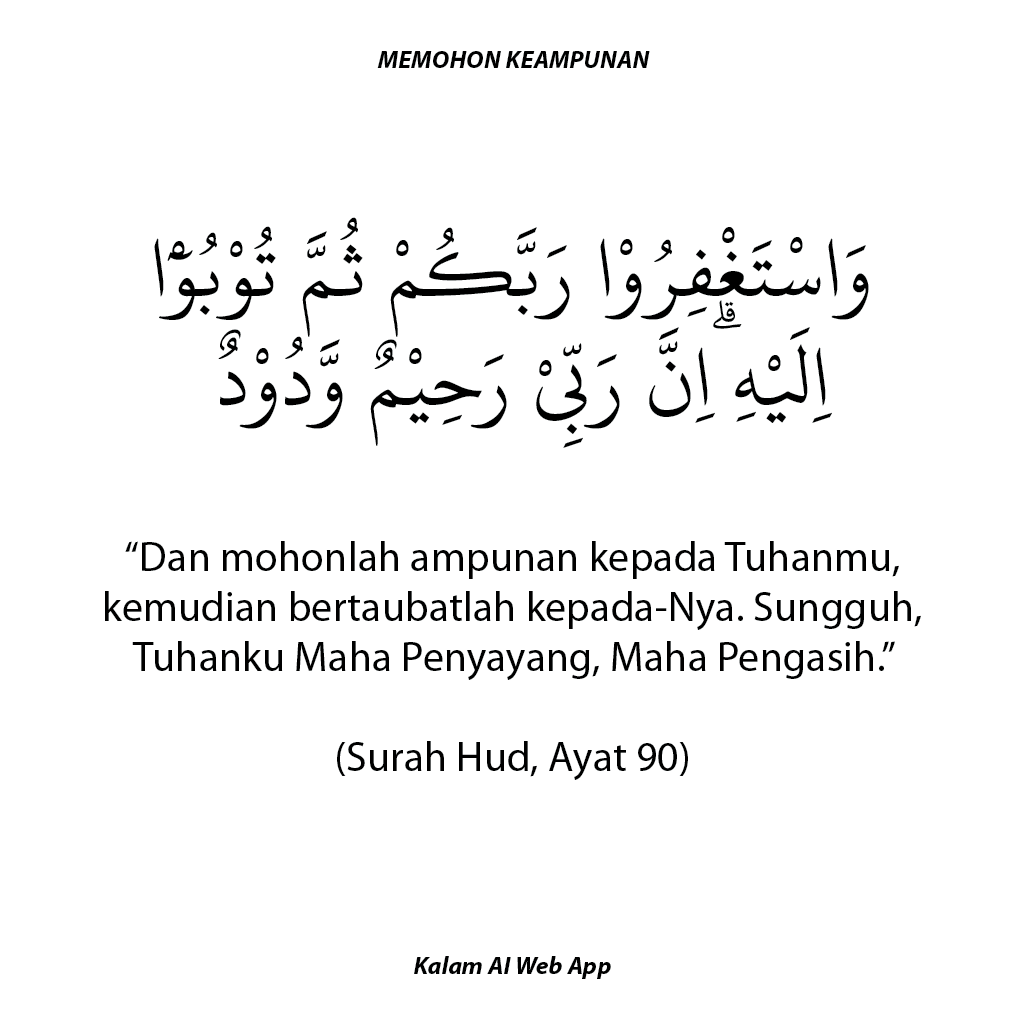 MEMOHON KEAMPUNAN
وَاسْتَغْفِرُوْا رَبَّكُمْ ثُمَّ تُوْبُوْٓا
اِلَيْهِ ۗاِنَّ رَبِّيْ رَحِيْمٌ وَّدُوْدٌ
“Dan mohonlah ampunan kepada Tuhanmu,
kemudian bertaubatlah kepada-Nya. Sungguh,
Tuhanku Maha Penyayang, Maha Pengasih.”
(Surah Hud, Ayat 90)
Kalam AI Web App